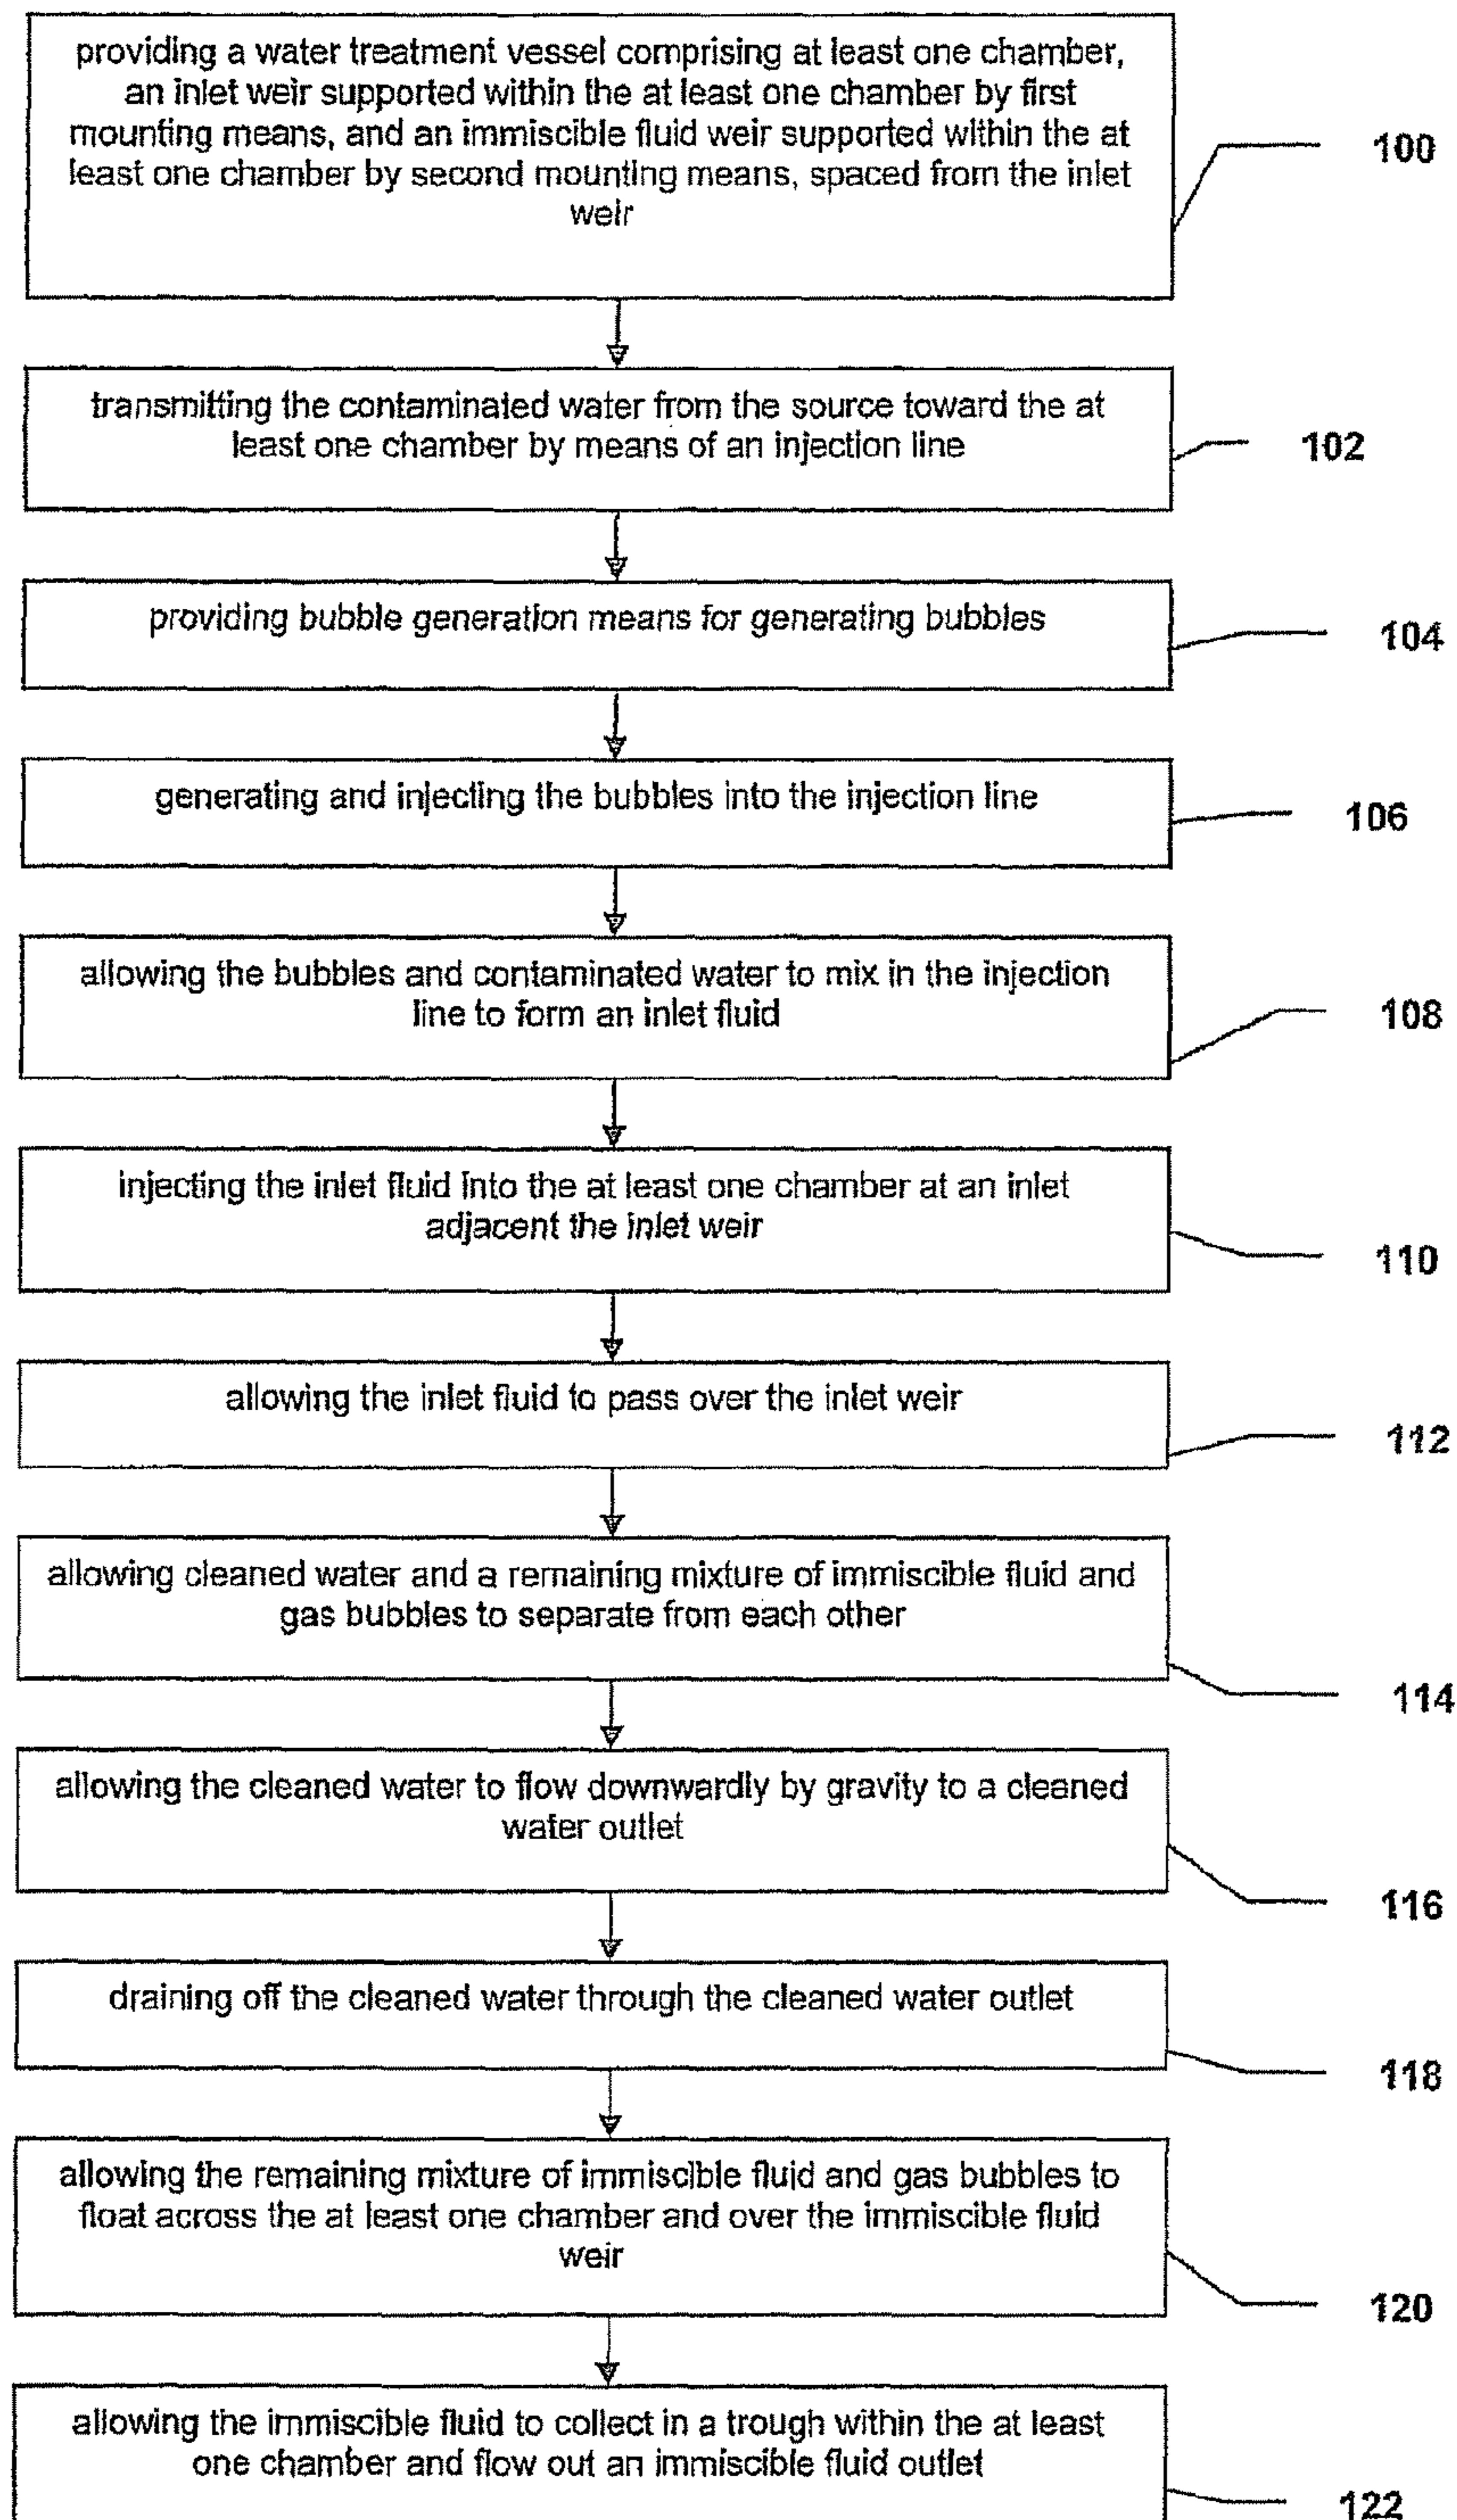 providing a water treatment vessel comprising at least one chamber,
an inlet weir supported within the at least one chamber by first
mounting means, and an immiscible fluid weir supported within the at
least one chamber by second mounting means, spaced from the inlet
weir
100
transmitting the contaminated water from the source toward the at
least one chamber by means of an injection line
102
providing bubble generation means for generating bubbles
104
generating and injecting the bubbles into the injection line
106
allowing the bubbles and contaminated water to mix in the injection
line to form an inlet fluid
108
injecting the inlet fluid into the at least one chamber at an inlet
adjacent the inlet weir
110
allowing the inlet fluid to pass over the inlet weir
112
allowing cleaned water and a remaining mixture of immiscible fluid and
gas bubbles to separate from each other
114
allowing the cleaned water to flow downwardly by gravity to a cleaned
water outlet
116
draining off the cleaned water through the cleaned water outlet
118
allowing the remaining mixture of immiscible fluid and gas bubbles to
float across the at least one chamber and over the immiscible fluid
weir
120
allowing the immiscible fluid to collect in a trough within the at least
one chamber and flow out an immiscible fluid outlet
122